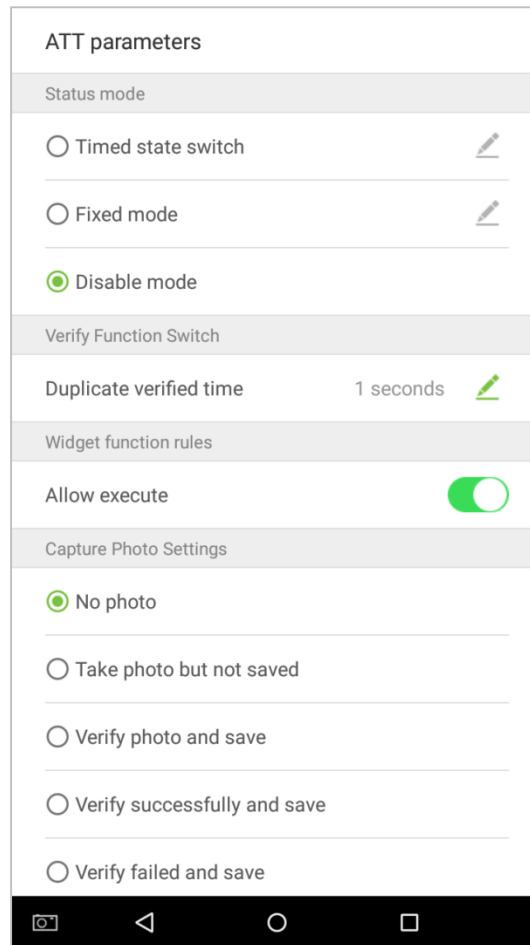 ATT parameters
Status mode
Timed state switch
Fixed mode
Disable mode
Verify Function Switch
Duplicate verified time 1 seconds
Widget function rules
Allow execute
Capture Photo Settings
No photo
Take photo but not saved
Verify photo and save
Verify successfully and save
Verify failed and save